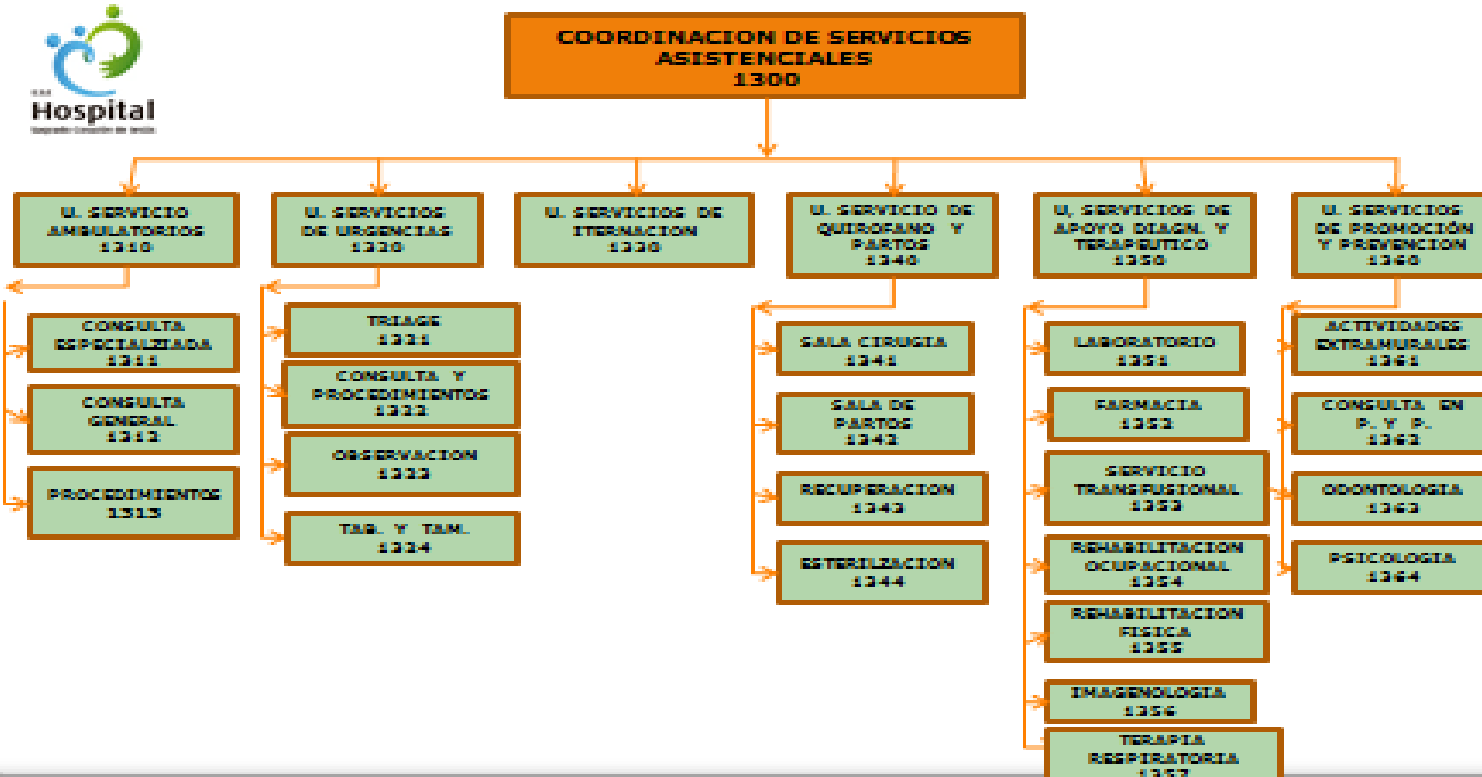 Hospital
COORDINACION DE SERVICIOS
ASISTENCIALES
1300
U. SERVICIO
AMBULATORIOS
1310
U. SERVICIOS
DE URGENCIAS
1320
U. SERVICIOS DE
ITERNACION
1330
U. SERVICIO DE
QUIROFANO Y
PARTOS
1340
U, SERVICIOS DE
APOYO DIAGN. Y
TERAPEUTICO
1350
U. SERVICIOS
DE PROMOCIÓN
Y PREVENCION
1360
CONSULTA
ESPECIALZIADA
1311
CONSULTA
GENERAL
1312
PROCEDIMIENTOS
1313
TRIAGE
1321
CONSULTA Y
PROCEDIMIENTOS
1322
OBSERVACION
1323
TAB. Y TAM.
1324
SALA CIRUGIA
1341
SALA DE
PARTOS
1342
RECUPERACION
1343
ESTERILZACION
1344
LABORATORIO
1351
FARMACIA
1352
SERVICIO
TRANSFUSIONAL
1353
REHABILITACION
OCUPACIONAL
1354
REHABILITACION
FISICA
1355
IMAGENOLOGIA
1356
TERAPIA
RESPIRATORIA
1357
ACTIVIDADES
EXTRAMURALES
1361
CONSULTA EN
P. Y P.
1362
ODONTOLOGIA
1363
PSICOLOGIA
1364